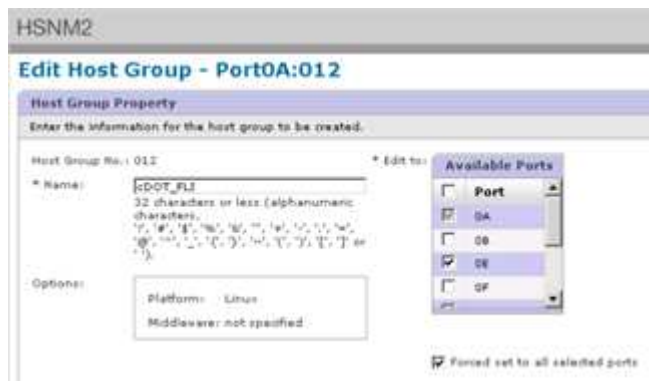 HSNM2
Edit Host Group - Port0A:012
Host Group Property
Enter the information for the host group to be created.
Host Group No.: 012
* Name:
cDOT_FLI
32 characters or less (alphanumeric
characters,
or
Options:
Platform: Linux
Middleware: not specified
* Edit to:
Available Ports
Port
0A
0B
0E
0F
Forced set to all selected ports